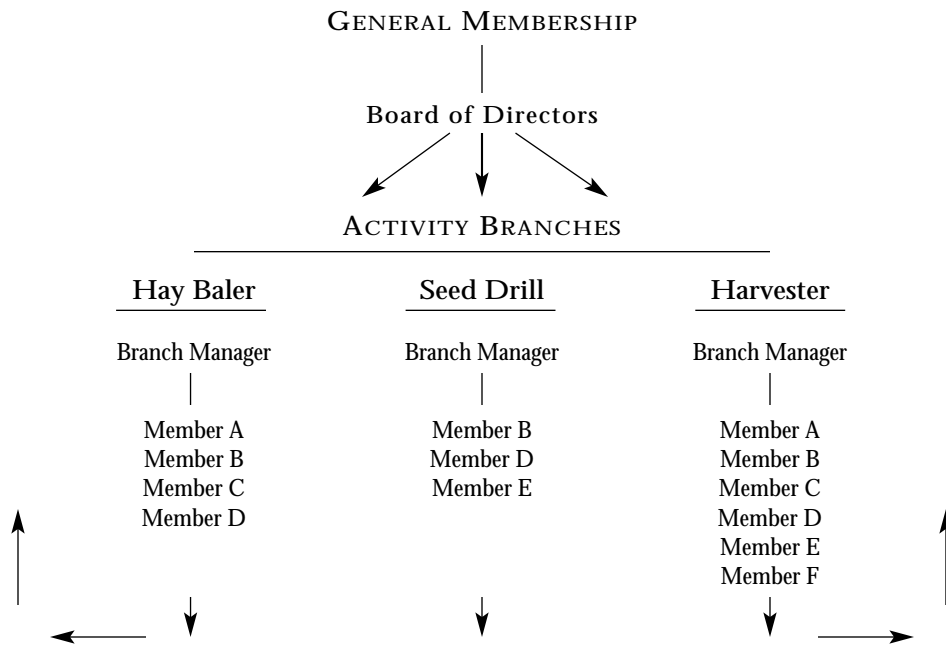 GENERAL MEMBERSHIP
Board of Directors
ACTIVITY BRANCHES
Hay Baler
Branch Manager
Member A
Member B
Member C
Member D
Seed Drill
Branch Manager
Member B
Member D
Member E
Harvester
Branch Manager
Member A
Member B
Member C
Member D
Member E
Member F